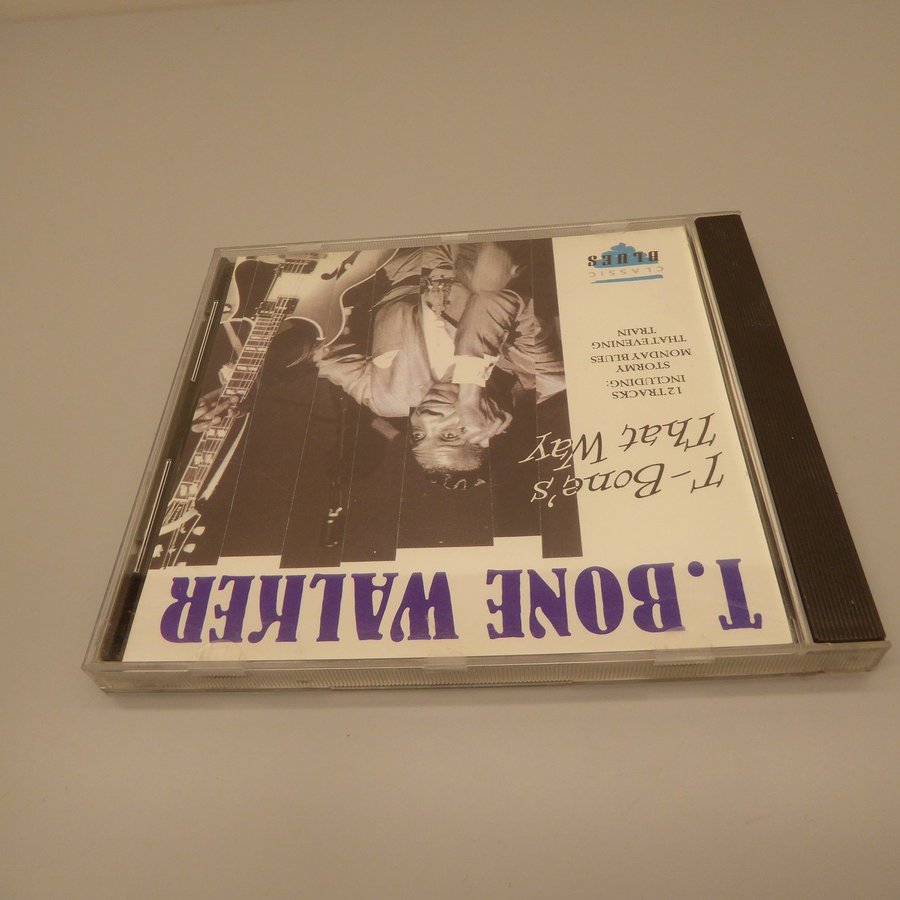 T. BONE WALKER
T-Bone's
That Way
12 TRACKS
INCLUDING:
STORMY
MONDAY BLUES
THAT EVENING
TRAIN
CLASSIC
BLUES